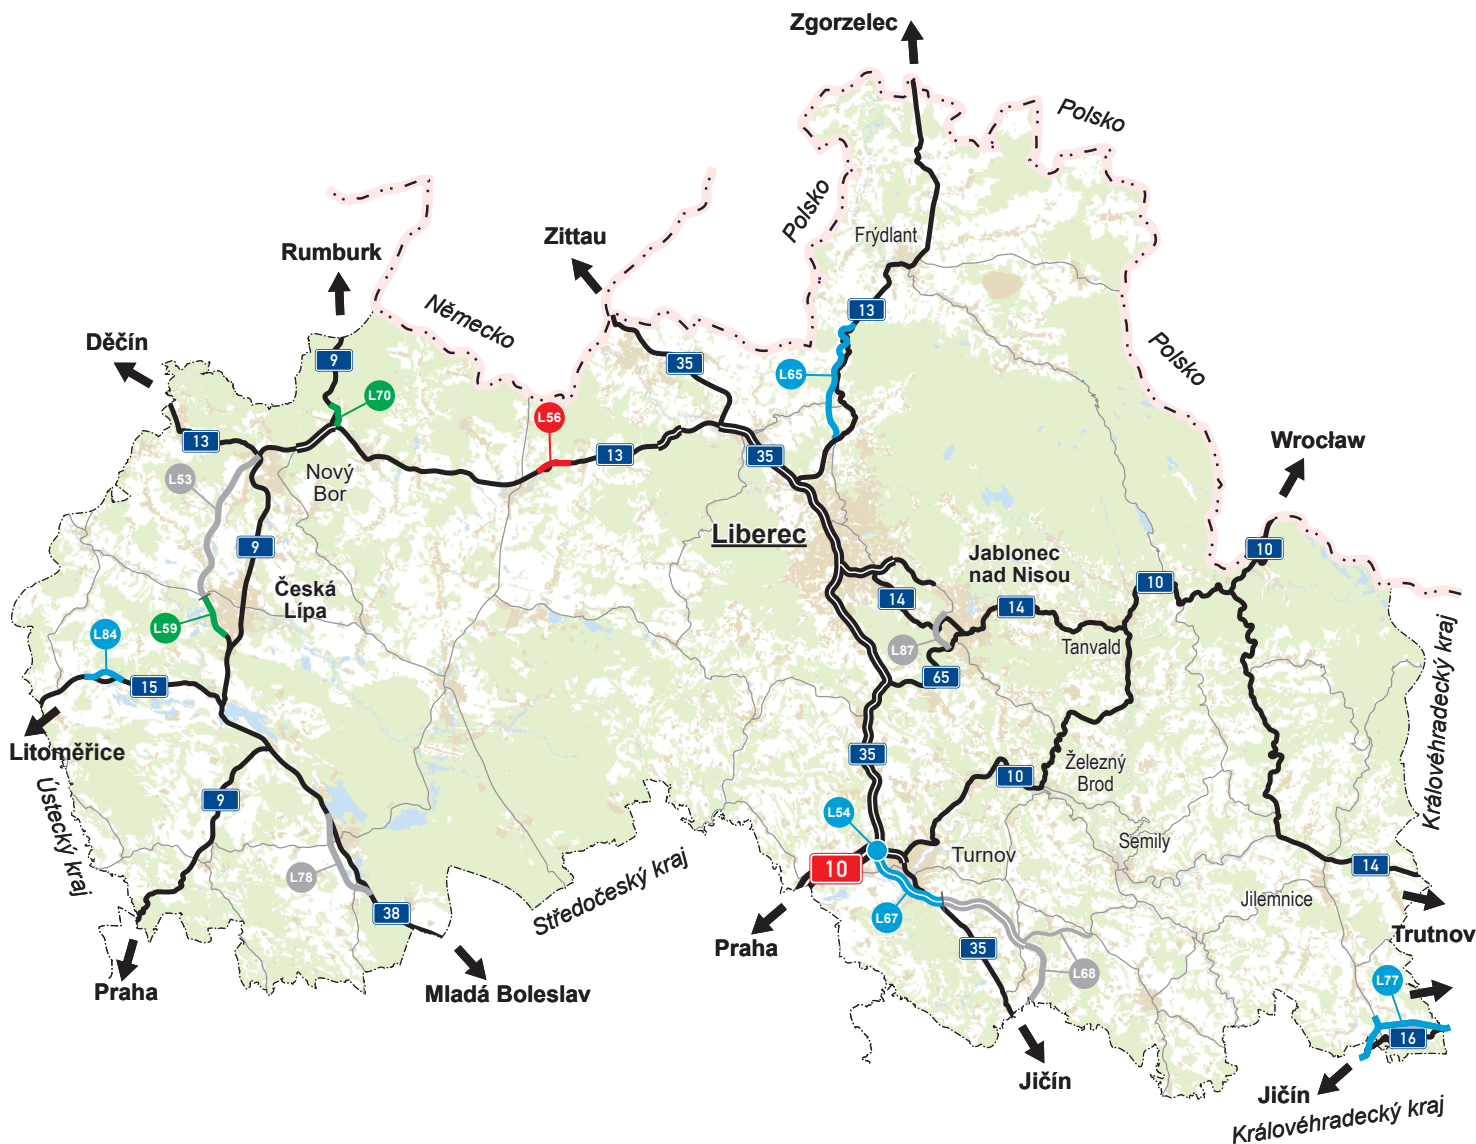 Zgorzelec
Polsko
Polsko
Frýdlant
Zittau
Rumburk
Německo
13
Děčín
9
35
L65
Polsko
L70
L56
13
13
35
Wrocław
L53
Nový
Bor
Liberec
9
10
Jablonec
nad Nisou
10
Česká
Lípa
14
14
L59
L84
L87
Tanvald
65
15
Královéhradecký kraj
Litoměřice
35
Železný
Brod
10
Ústecký kraj
9
L54
Semily
Turnov
10
14
L78
Středočeský kraj
Jilemnice
38
L67
Trutnov
Praha
35
L68
Praha
Mladá Boleslav
L77
16
Jičín
Jičín
Královéhradecký kraj